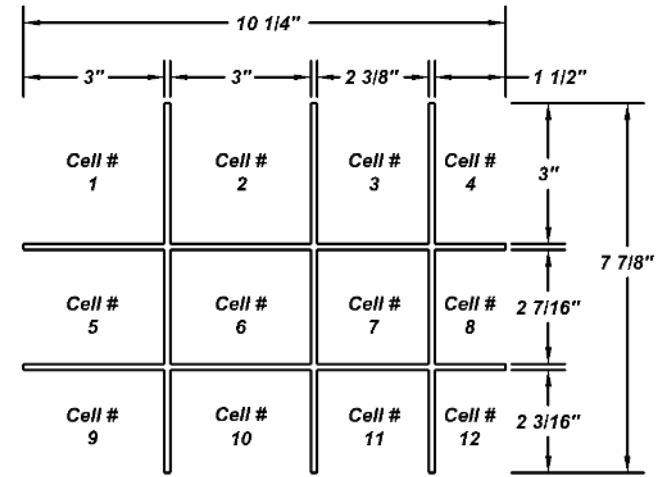 10 1/4"
3" 3" 2 3/8" 1 1/2"
Cell # Cell # Cell # Cell #
1 2 3 4
3"
7 7/8"
Cell # Cell # Cell # Cell #
5 6 7 8
2 7/16"
Cell # Cell # Cell # Cell #
9 10 11 12
2 3/16"